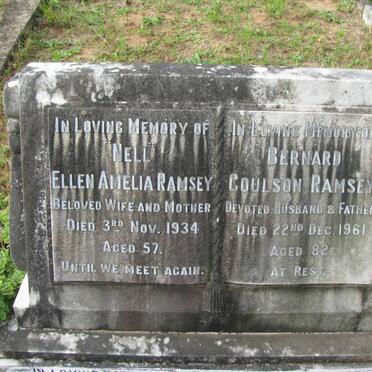 In Loving Memory of
"Nell"
Ellen Amelia Ramsey
Beloved Wife and Mother
Died 3rd Nov. 1934
Aged 57.
Until we meet again.
In Loving Memory of
Bernard
Coulson Ramsey
Devoted Husband & Father
Died 22nd Dec. 1961
Aged 82
At Rest.
In Loving